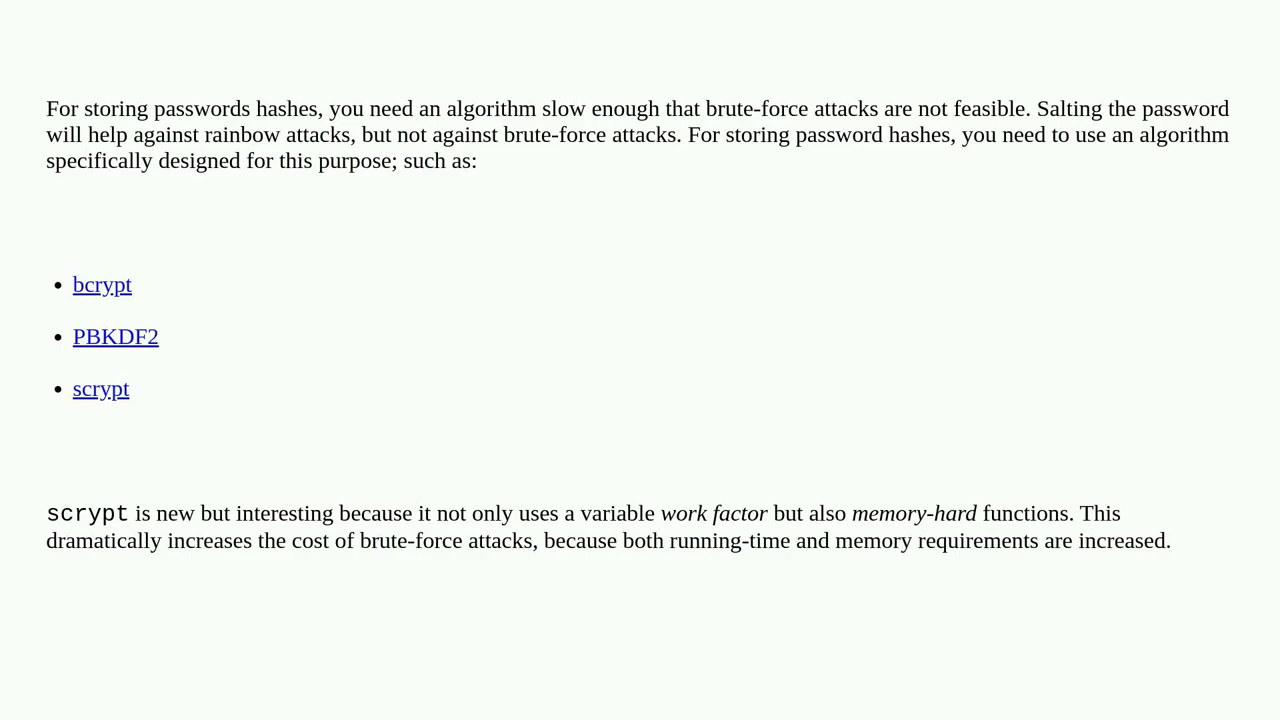 For storing passwords hashes, you need an algorithm slow enough that brute-force attacks are not feasible. Salting the password
will help against rainbow attacks, but not against brute-force attacks. For storing password hashes, you need to use an algorithm
specifically designed for this purpose; such as:
• bcrypt
• PBKDF2
• scrypt
scrypt is new but interesting because it not only uses a variable work factor but also memory-hard functions. This
dramatically increases the cost of brute-force attacks, because both running-time and memory requirements are increased.